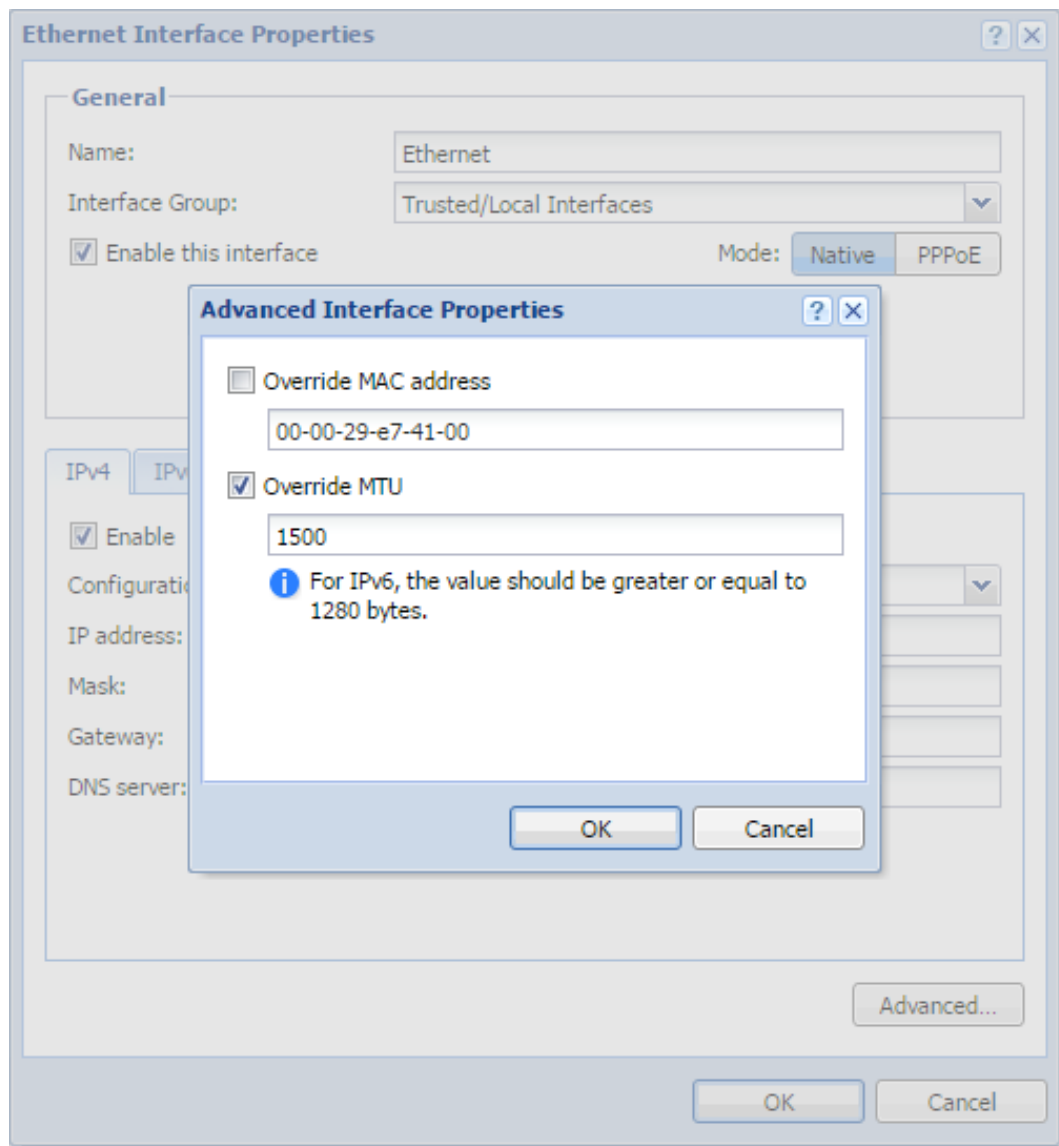 Ethernet Interface Properties
General
Name: Ethernet
Interface Group: Trusted/Local Interfaces
Enable this interface Mode: Native PPPoE
Advanced Interface Properties
Override MAC address
00-00-29-e7-41-00
Override MTU
1500
For IPv6, the value should be greater or equal to
1280 bytes.
OK Cancel
IPv4 IPv
Enable
Configuratio
IP address:
Mask:
Gateway:
DNS server:
Advanced...
OK Cancel